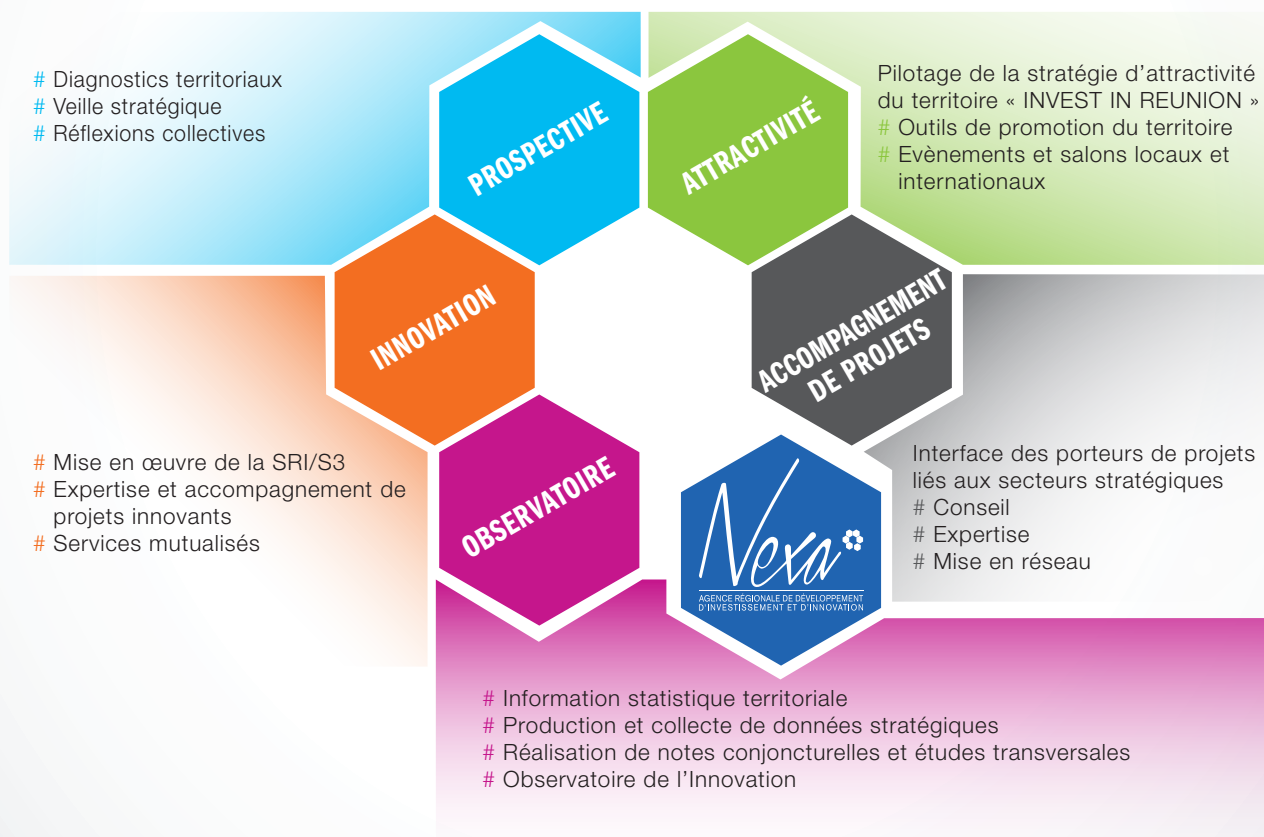 # Diagnostics territoriaux
# Veille stratégique
# Réflexions collectives
PROSPECTIVE
ATTRACTIVITÉ
Pilotage de la stratégie d'attractivité
du territoire « INVEST IN REUNION »
# Outils de promotion du territoire
# Evènements et salons locaux et
internationaux
INNOVATION
ACCOMPAGNEMENT
DE PROJETS
# Mise en œuvre de la SRI/S3
# Expertise et accompagnement de
projets innovants
# Services mutualisés
OBSERVATOIRE
Nexa
AGENCE RÉGIONALE DE DÉVELOPPEMENT
D'INVESTISSEMENT ET D'INNOVATION
Interface des porteurs de projets
liés aux secteurs stratégiques
# Conseil
# Expertise
# Mise en réseau
# Information statistique territoriale
# Production et collecte de données stratégiques
# Réalisation de notes conjoncturelles et études transversales
# Observatoire de l'Innovation